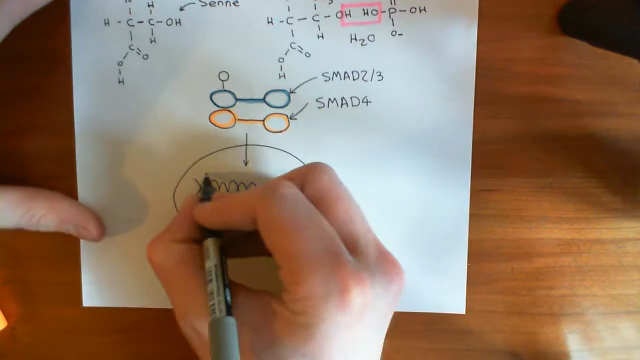 H - C - C - OH
Serine
H
C
O
O
H
H - C - C - OH HO - P - OH
H
O-
H2O
C
O
O
H
SMAD2/3
SMAD4